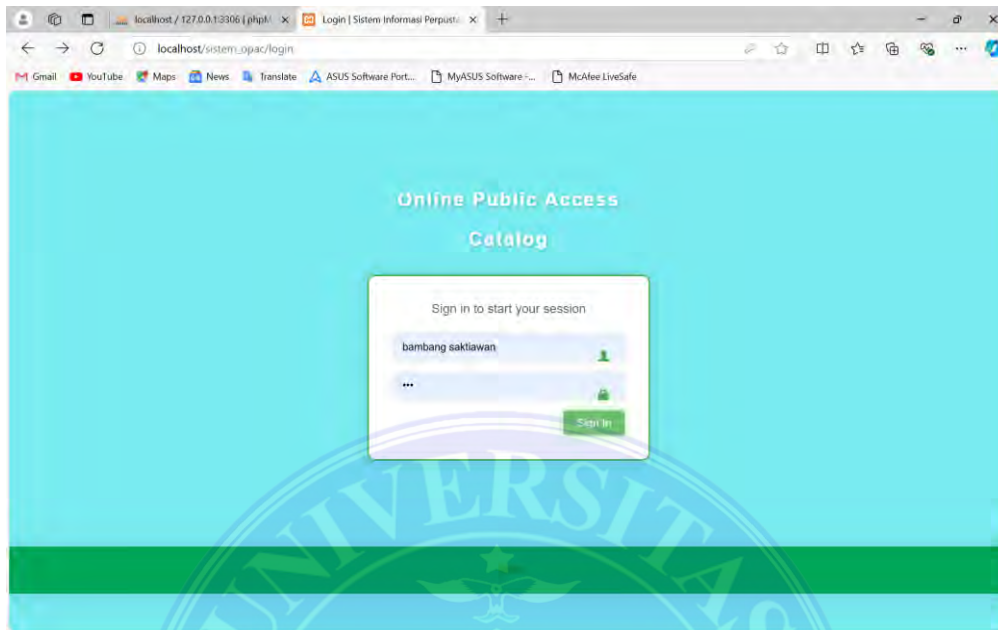 localhost / 127.0.0.1:3306 | phpM
Login | Sistem Informasi Perpusta
localhost/sistem_opac/login
Gmail
YouTube
Maps
News
Translate
ASUS Software Port...
MyASUS Software -...
McAfee LiveSafe
Online Public Access
Catalog
Sign in to start your session
bambang saktiawan
•••
Sign In
UNIVERSITAS